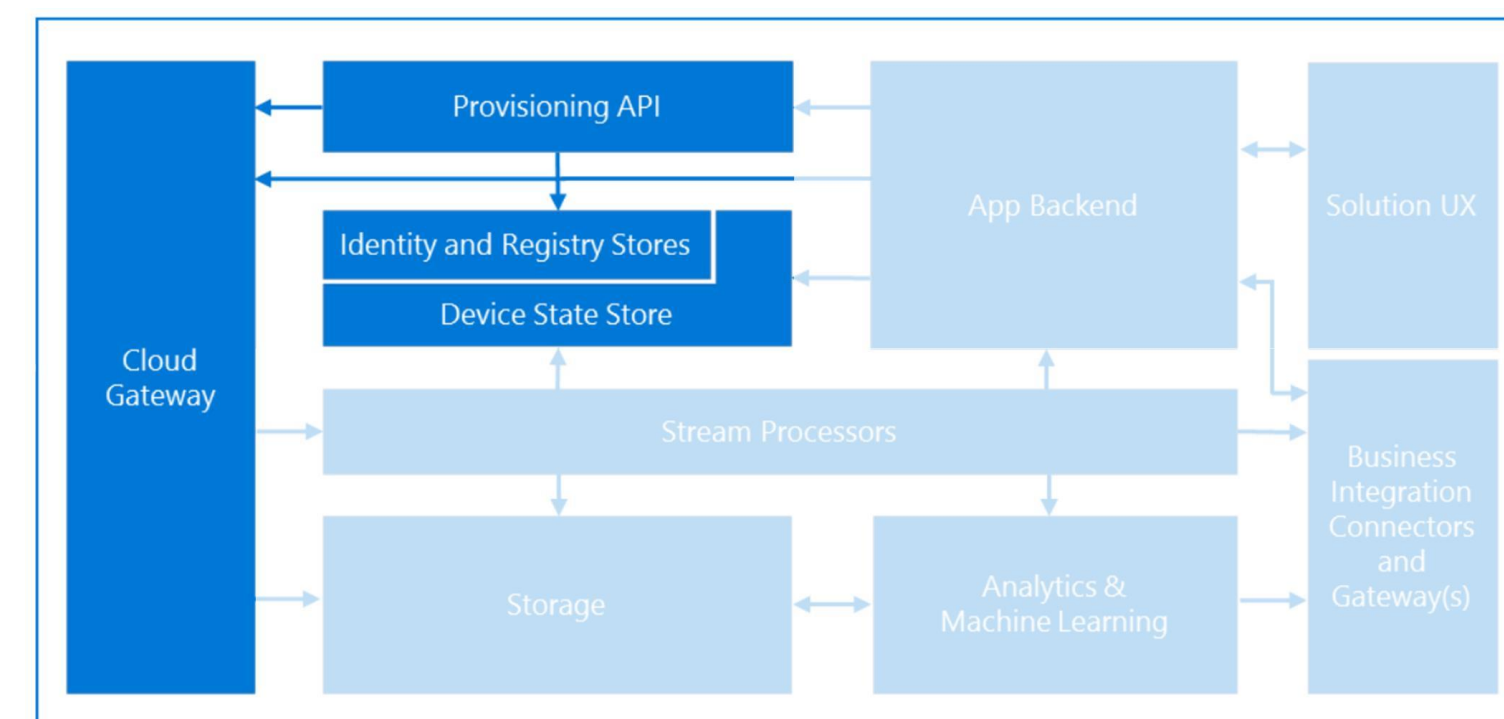 Provisioning API
App Backend
Solution UX
Identity and Registry Stores
Device State Store
Cloud
Gateway
Stream Processors
Business
Integration
Connectors
and
Gateway(s)
Storage
Analytics &
Machine Learning